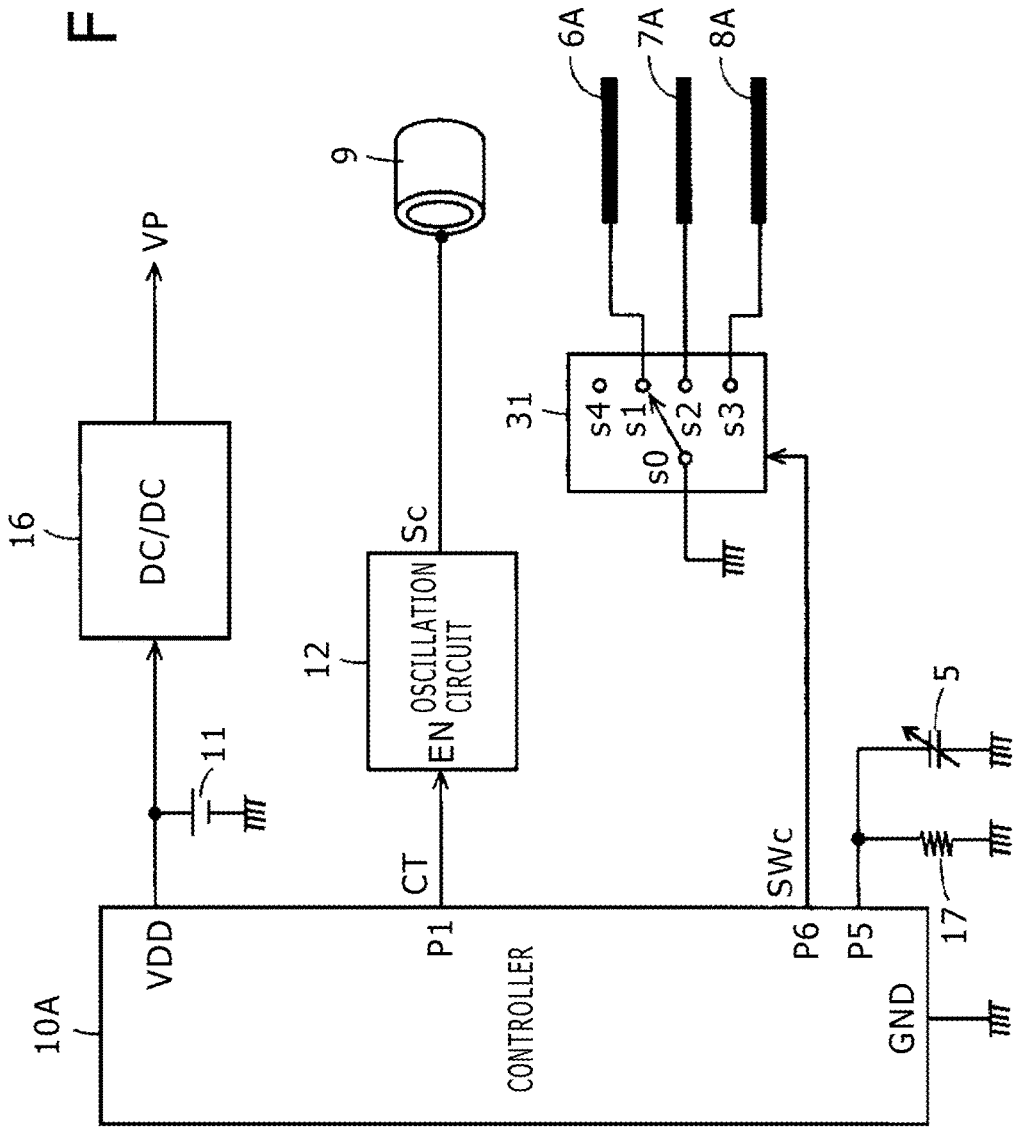 F
16
DC/DC
VP
11
9
12
EN
OSCILLATION
CIRCUIT
Sc
CT
10A
CONTROLLER
VDD
P1
P6
P5
GND
SWc
17
5
31
s4
s1
s2
s3
s0
6A
7A
8A